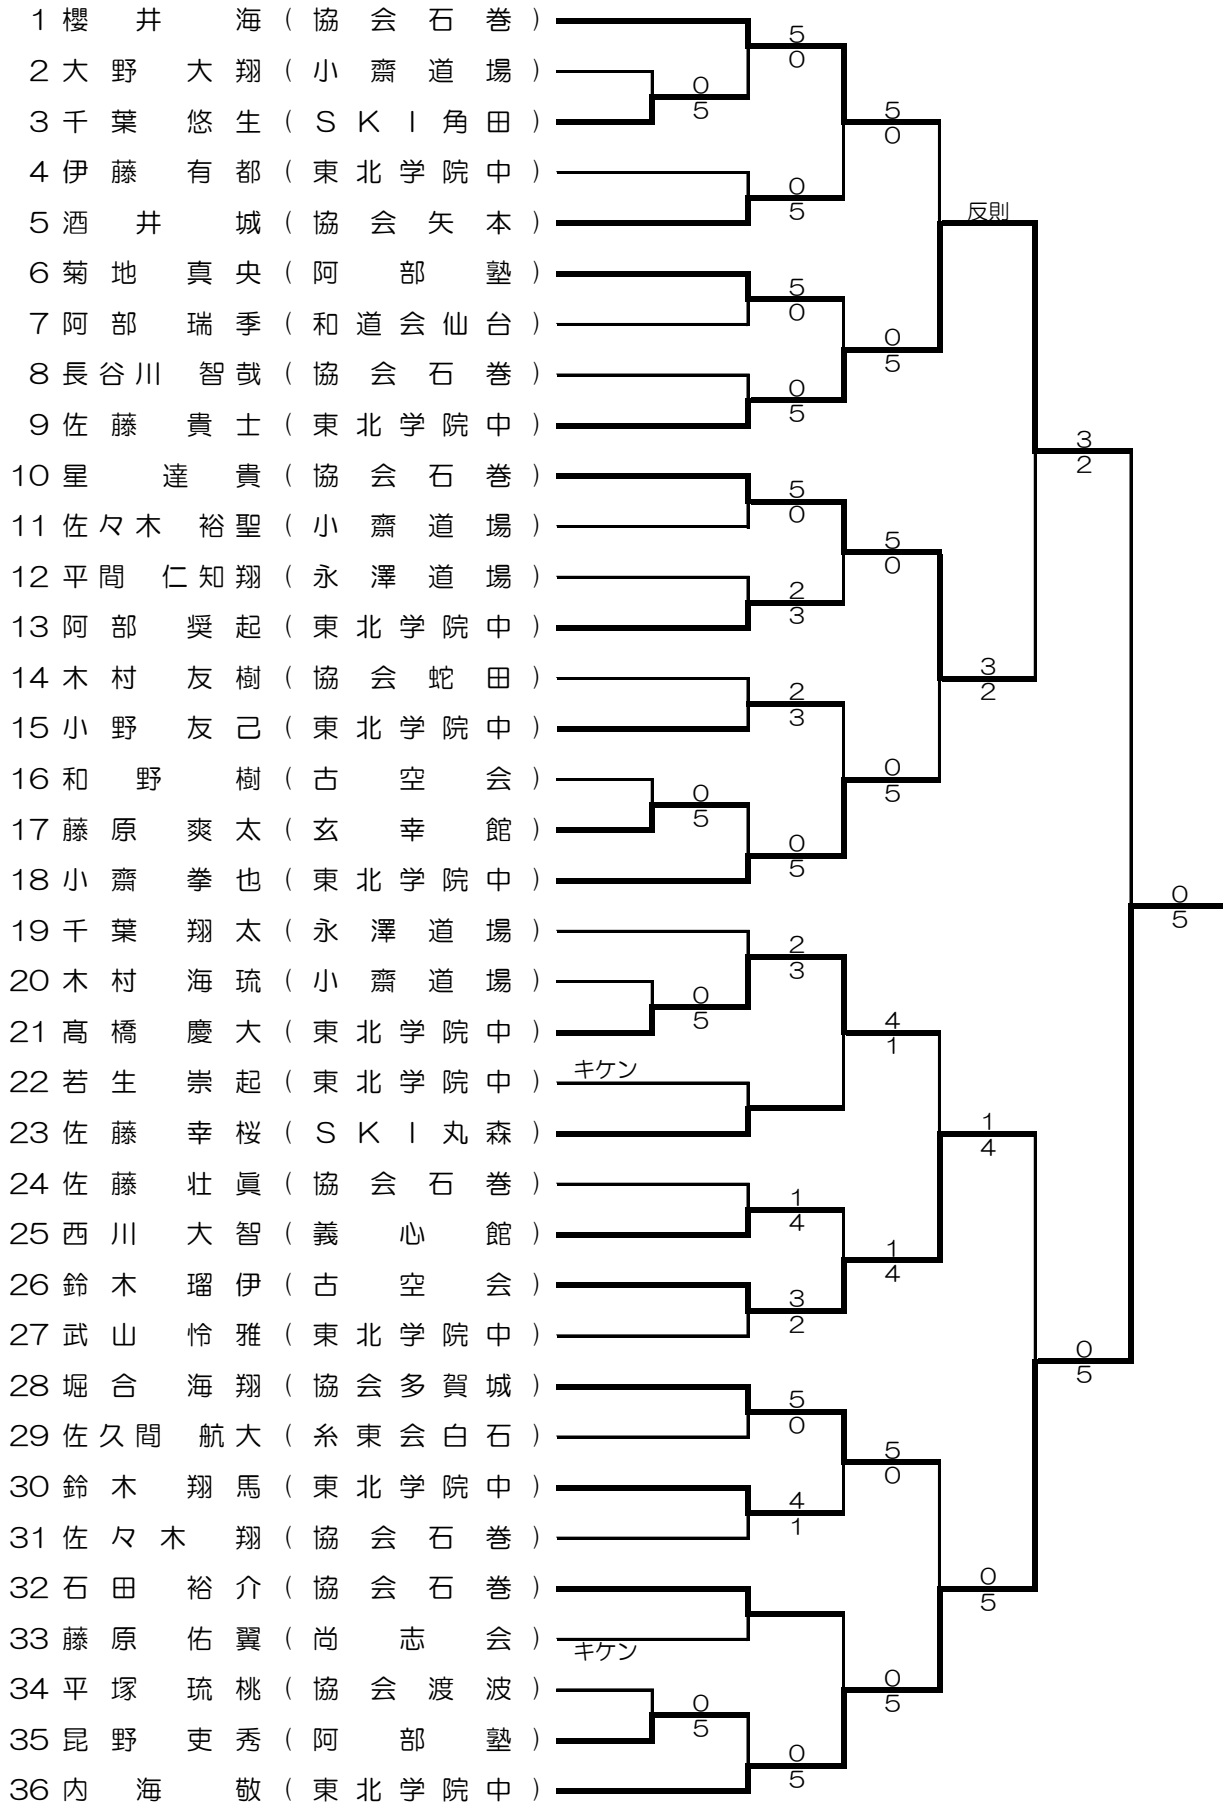 1 櫻井 海 (協会石巻)
5
0
2 大野 大翔 (小齋道場)
0
5
3 千葉 悠生 (SKI角田)
5
0
4 伊藤 有都 (東北学院中)
0
5
5 酒井 城 (協会矢本)
反則
6 菊地 真央 (阿部塾)
5
0
7 阿部 瑞季 (和道会仙台)
0
5
8 長谷川 智哉 (協会石巻)
0
5
9 佐藤 貴士 (東北学院中)
3
2
10 星 達貴 (協会石巻)
5
0
11 佐々木 裕聖 (小齋道場)
5
0
12 平間 仁知翔 (永澤道場)
2
3
13 阿部 奨起 (東北学院中)
14 木村 友樹 (協会蛇田)
3
2
2
3
15 小野 友己 (東北学院中)
16 和野 樹 (古空会)
0
5
0
5
17 藤原 爽太 (玄幸館)
0
5
18 小齋 拳也 (東北学院中)
0
5
19 千葉 翔太 (永澤道場)
2
3
20 木村 海琉 (小齋道場)
0
5
21 髙橋 慶大 (東北学院中)
4
1
22 若生 崇起 (東北学院中) キケン
23 佐藤 幸桜 (SKI丸森)
1
4
24 佐藤 壮眞 (協会石巻)
1
4
25 西川 大智 (義心館)
1
4
26 鈴木 瑠伊 (古空会)
3
2
27 武山 怜雅 (東北学院中)
0
5
28 堀合 海翔 (協会多賀城)
5
0
29 佐久間 航大 (糸東会白石)
5
0
30 鈴木 翔馬 (東北学院中)
4
1
31 佐々木 翔 (協会石巻)
32 石田 裕介 (協会石巻)
0
5
33 藤原 佑翼 (尚志会) キケン
34 平塚 琉桃 (協会渡波)
0
5
0
5
35 昆野 吏秀 (阿部塾)
0
5
36 内海 敬 (東北学院中)